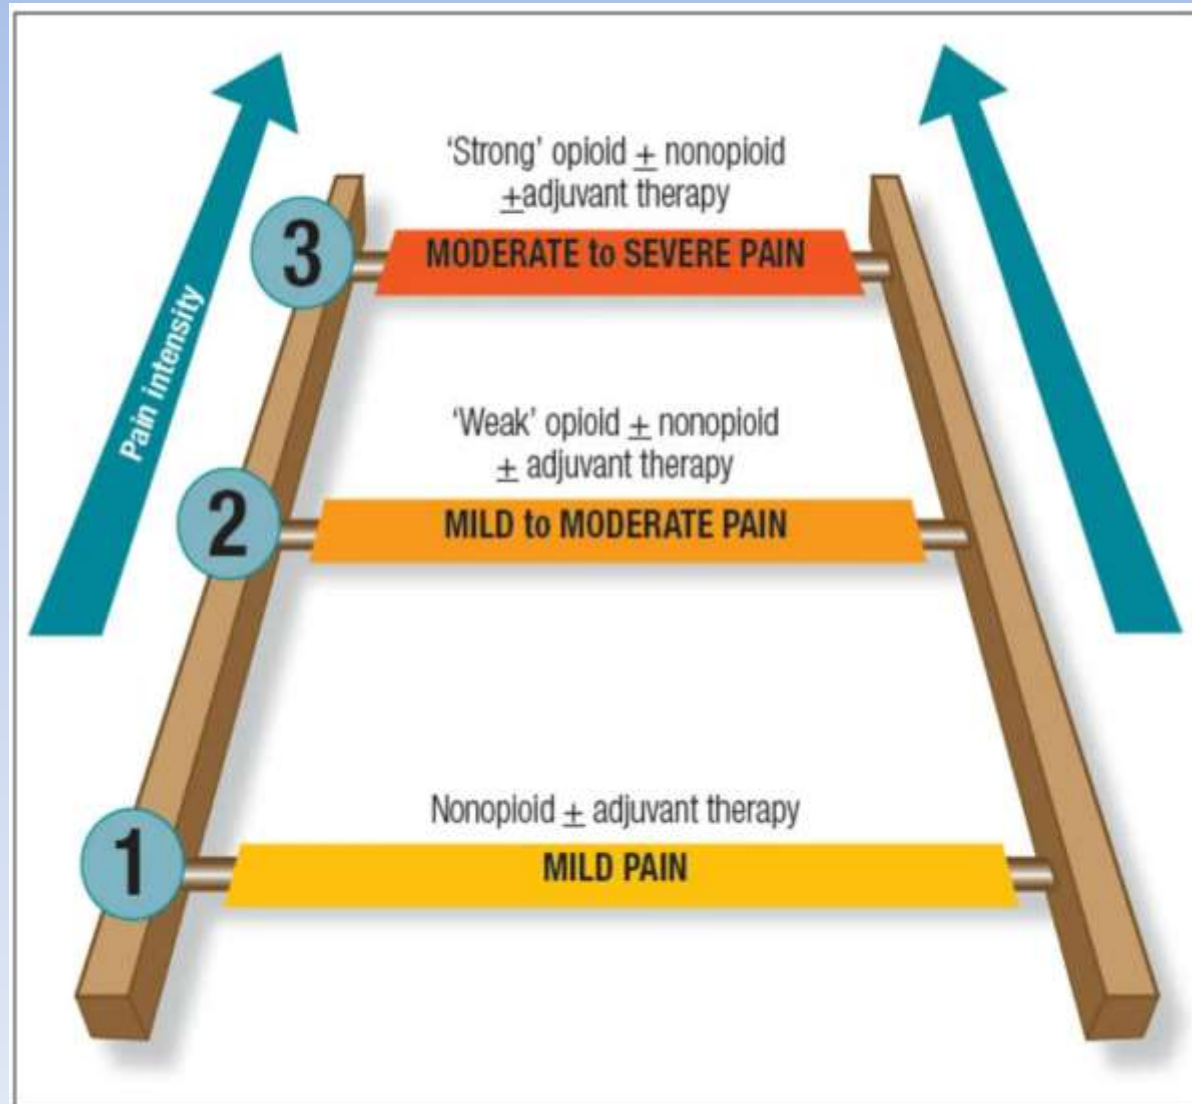 'Strong' opioid ± nonopioid
±adjuvant therapy
3
MODERATE to SEVERE PAIN
Pain intensity
'Weak' opioid ± nonopioid
± adjuvant therapy
2
MILD to MODERATE PAIN
Nonopioid ± adjuvant therapy
1
MILD PAIN